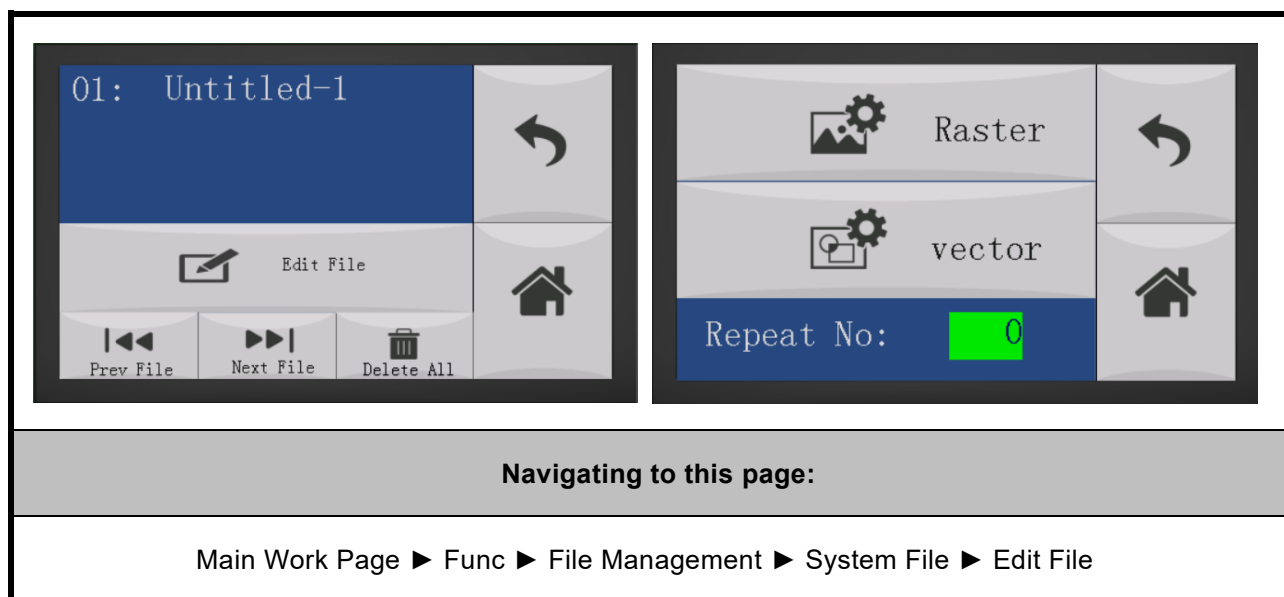 01: Untitled-1
Edit File
Prev File Next File Delete All
Raster
vector
Repeat No: 0
Navigating to this page:
Main Work Page ► Func ► File Management ► System File ► Edit File